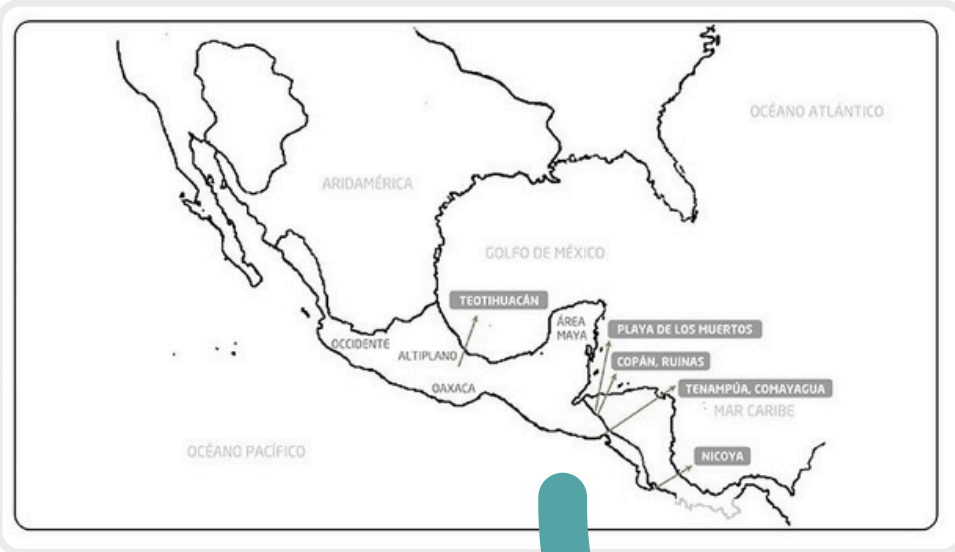 OCÉANO ATLÁNTICO
ARIDAMÉRICA
GOLFO DE MÉXICO
TEOTIHUACÁN
ÁREA
MAYA
PLAYA DE LOS MUERTOS
OCCIDENTE
ALTIPLANO
COPÁN, RUINAS
OAXACA
TENAMPÚA, COMAYAGUA
MAR CARIBE
OCÉANO PACÍFICO
NICOYA